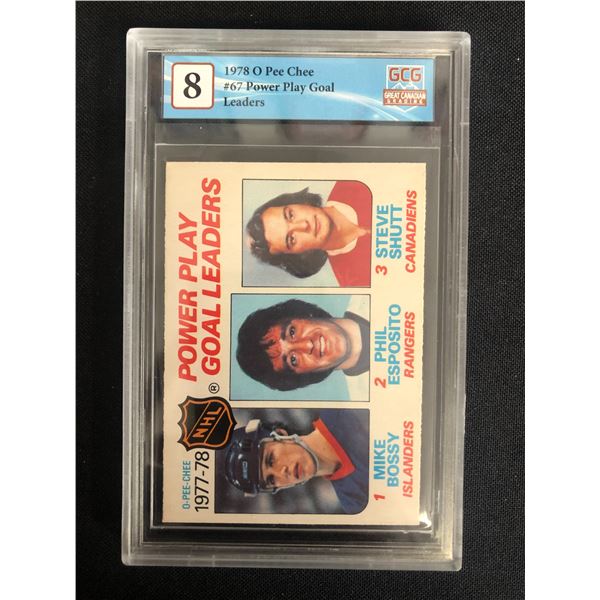 8
1978 O Pee Chee
#67 Power Play Goal
Leaders
GCG
GREAT CANADIAN
GRADING
O-PEE-CHEE
1977-78
NHL
®
POWER PLAY
GOAL LEADERS
1 MIKE
BOSSY
ISLANDERS
2 PHIL
ESPOSITO
RANGERS
3 STEVE
SHUTT
CANADIENS